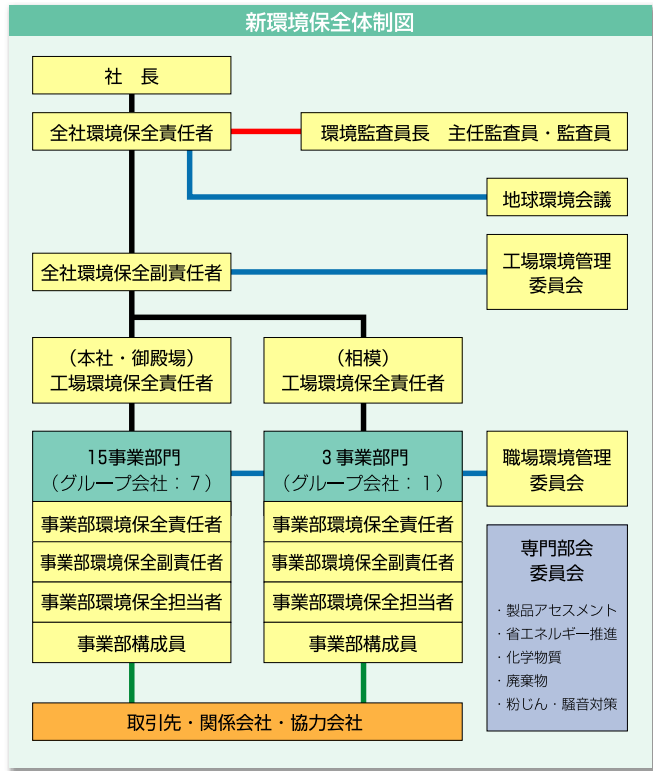 新環境保全体制図
社　長
全社環境保全責任者
環境監査員長　主任監査員・監査員
地球環境会議
全社環境保全副責任者
工場環境管理
委員会
（本社・御殿場）
工場環境保全責任者
（相模）
工場環境保全責任者
15事業部門
（グループ会社：７）
3 事業部門
（グループ会社：１）
職場環境管理
委員会
事業部環境保全責任者
事業部環境保全副責任者
事業部環境保全担当者
事業部構成員
事業部環境保全責任者
事業部環境保全副責任者
事業部環境保全担当者
事業部構成員
専門部会
委員会
・製品アセスメント
・省エネルギー推進
・化学物質
・廃棄物
・粉じん・騒音対策
取引先・関係会社・協力会社